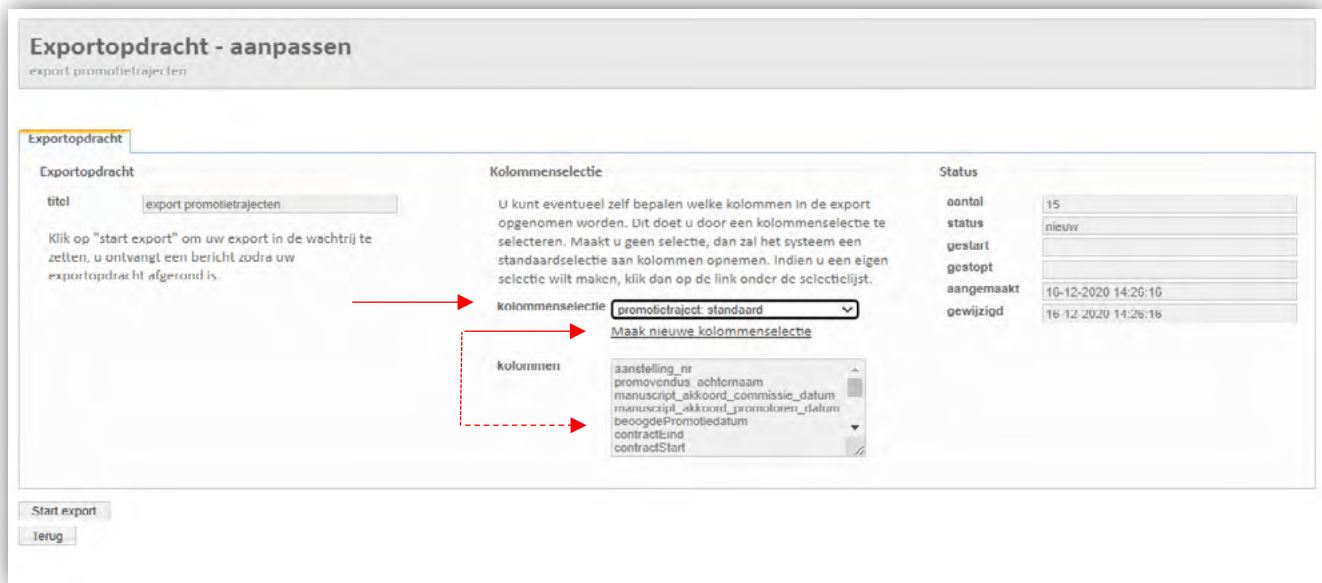 Exportopdracht - aanpassen
export promotietrajecten
Exportopdracht
Exportopdracht
titel
export promotietrajecten
Klik op "start export" om uw export in de wachtrij te
zetten, u ontvangt een bericht zodra uw
exportopdracht afgerond is.
Kolommenselectie
U kunt eventueel zelf bepalen welke kolommen in de export
opgenomen worden. Dit doet u door een kolommenselectie te
selecteren. Maakt u geen selectie, dan zal het systeem een
standaardselectie aan kolommen opnemen. Indien u een eigen
selectie wilt maken, klik dan op de link onder de selectielijst.
kolommenselectie
promotietraject: standaard
Maak nieuwe kolommenselectie
kolommen
aanstelling_nr
promovendus_achternaam
manuscript_akkoord_commissie_datum
manuscript_akkoord_promotoren_datum
beoogdePromotiedatum
contractEind
contractStart
Status
aantal 15
status nieuw
gestart
gestopt
aangemaakt 16-12-2020 14:26:16
gewijzigd 16-12-2020 14:26:16
Start export
Terug